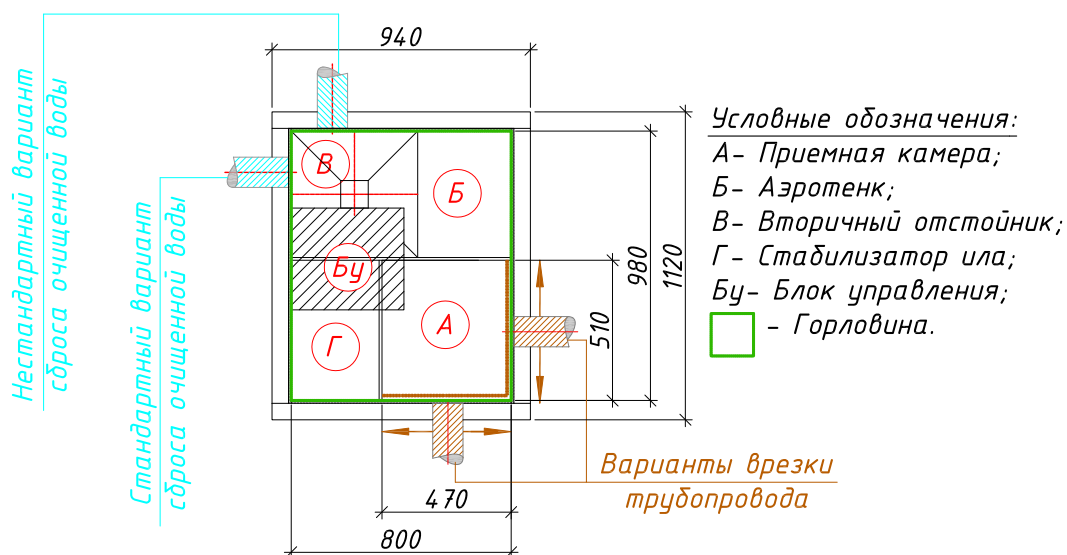 Нестандартный вариант
сброса очищенной воды
Стандартный вариант
сброса очищенной воды
940
В
Б
Бу
А
Г
510
980
1120
470
800
Условные обозначения:
А- Приемная камера;
Б- Аэротенк;
В- Вторичный отстойник;
Г- Стабилизатор ила;
Бу- Блок управления;
- Горловина.
Варианты врезки
трубопровода